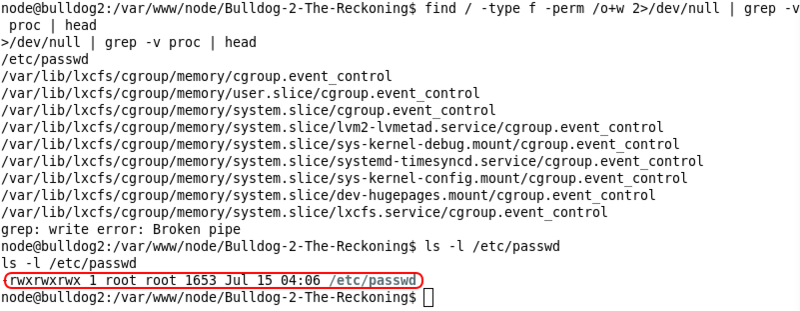 node@bulldog2:/var/www/node/Bulldog-2-The-Reckoning$ find / -type f -perm /o+w 2>/dev/null | grep -v
 proc | head
>/dev/null | grep -v proc | head
/etc/passwd
/var/lib/lxcfs/cgroup/memory/cgroup.event_control
/var/lib/lxcfs/cgroup/memory/user.slice/cgroup.event_control
/var/lib/lxcfs/cgroup/memory/system.slice/cgroup.event_control
/var/lib/lxcfs/cgroup/memory/system.slice/lvm2-lvmetad.service/cgroup.event_control
/var/lib/lxcfs/cgroup/memory/system.slice/sys-kernel-debug.mount/cgroup.event_control
/var/lib/lxcfs/cgroup/memory/system.slice/systemd-timesyncd.service/cgroup.event_control
/var/lib/lxcfs/cgroup/memory/system.slice/sys-kernel-config.mount/cgroup.event_control
/var/lib/lxcfs/cgroup/memory/system.slice/dev-hugepages.mount/cgroup.event_control
/var/lib/lxcfs/cgroup/memory/system.slice/lxcfs.service/cgroup.event_control
grep: write error: Broken pipe
node@bulldog2:/var/www/node/Bulldog-2-The-Reckoning$ ls -l /etc/passwd
ls -l /etc/passwd
-rwxrwxrwx 1 root root 1653 Jul 15 04:06 /etc/passwd
node@bulldog2:/var/www/node/Bulldog-2-The-Reckoning$